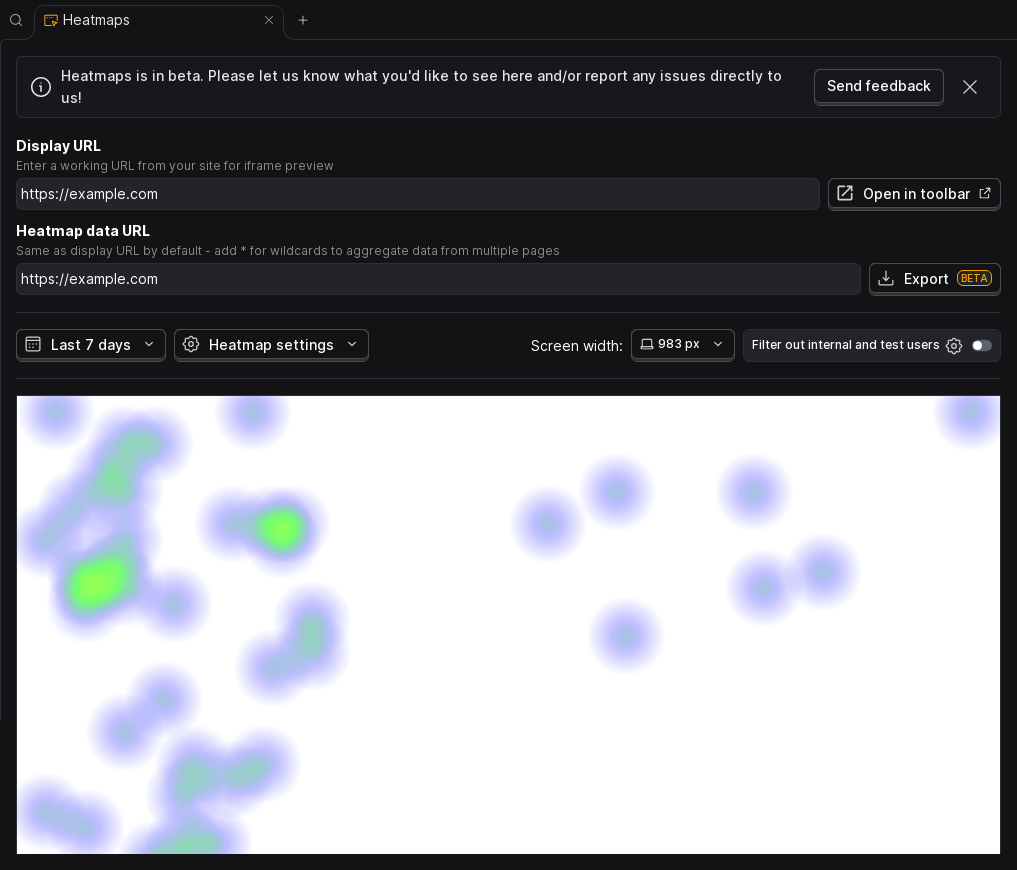 Heatmaps
Heatmaps is in beta. Please let us know what you'd like to see here and/or report any issues directly to
us!
Send feedback
Display URL
Enter a working URL from your site for iframe preview
https://example.com
Open in toolbar
Heatmap data URL
Same as display URL by default - add * for wildcards to aggregate data from multiple pages
https://example.com
Export BETA
Last 7 days
Heatmap settings
Screen width:
983 px
Filter out internal and test users